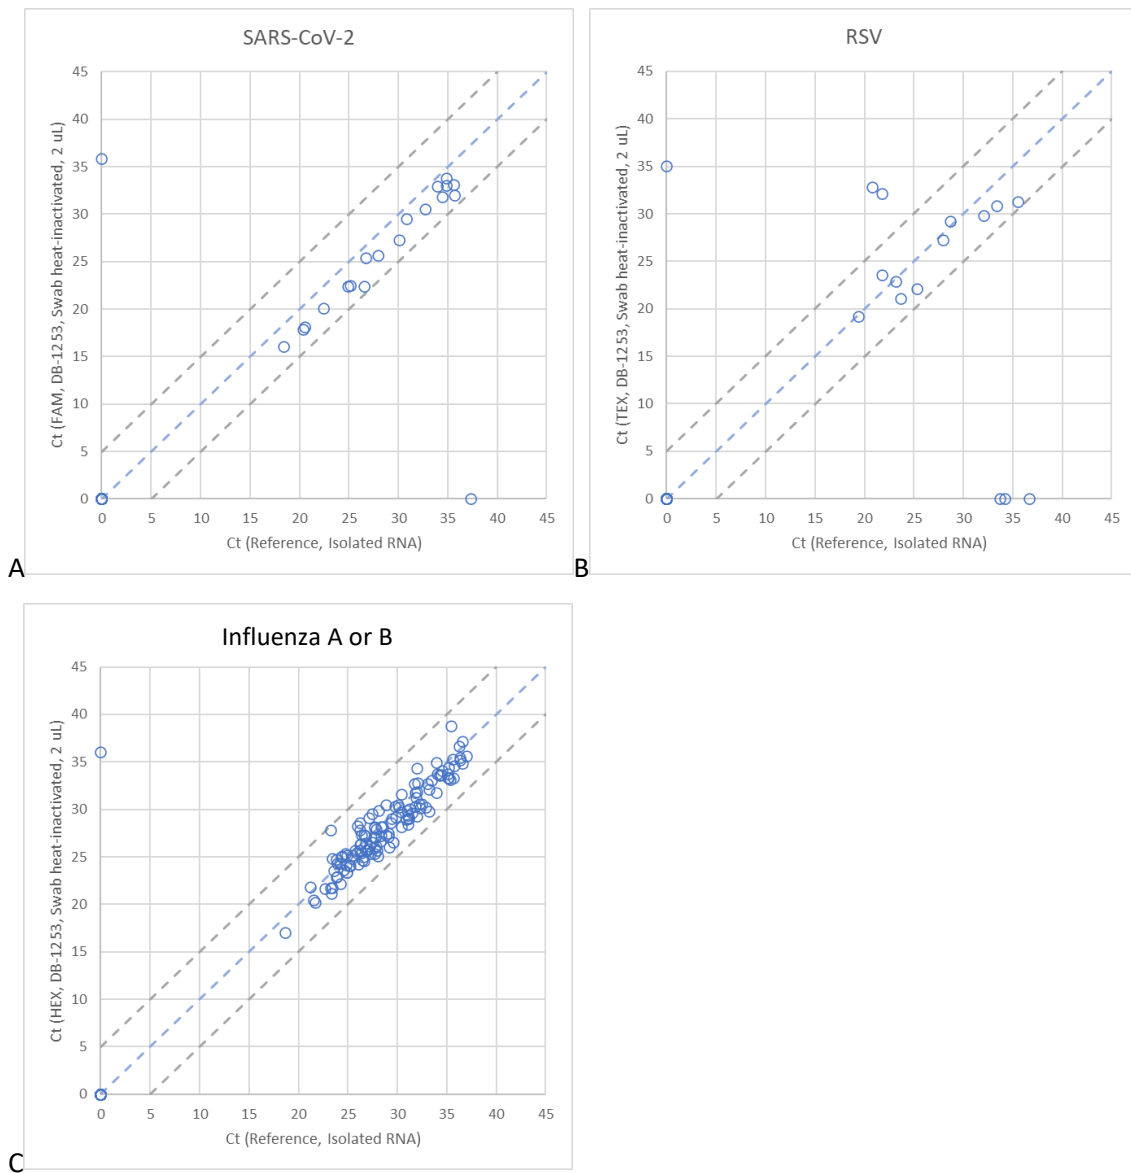 SARS-CoV-2
45
40
35
30
25
20
15
10
5
0
Ct (FAM, DB-1253, Swab heat-inactivated, 2 uL)
0 5 10 15 20 25 30 35 40 45
Ct (Reference, Isolated RNA)
A
RSV
45
40
35
30
25
20
15
10
5
0
Ct (TEX, DB-1253, Swab heat-inactivated, 2 uL)
0 5 10 15 20 25 30 35 40 45
Ct (Reference, Isolated RNA)
B
Influenza A or B
45
40
35
30
25
20
15
10
5
0
Ct (HEX, DB-1253, Swab heat-inactivated, 2 uL)
0 5 10 15 20 25 30 35 40 45
Ct (Reference, Isolated RNA)
C